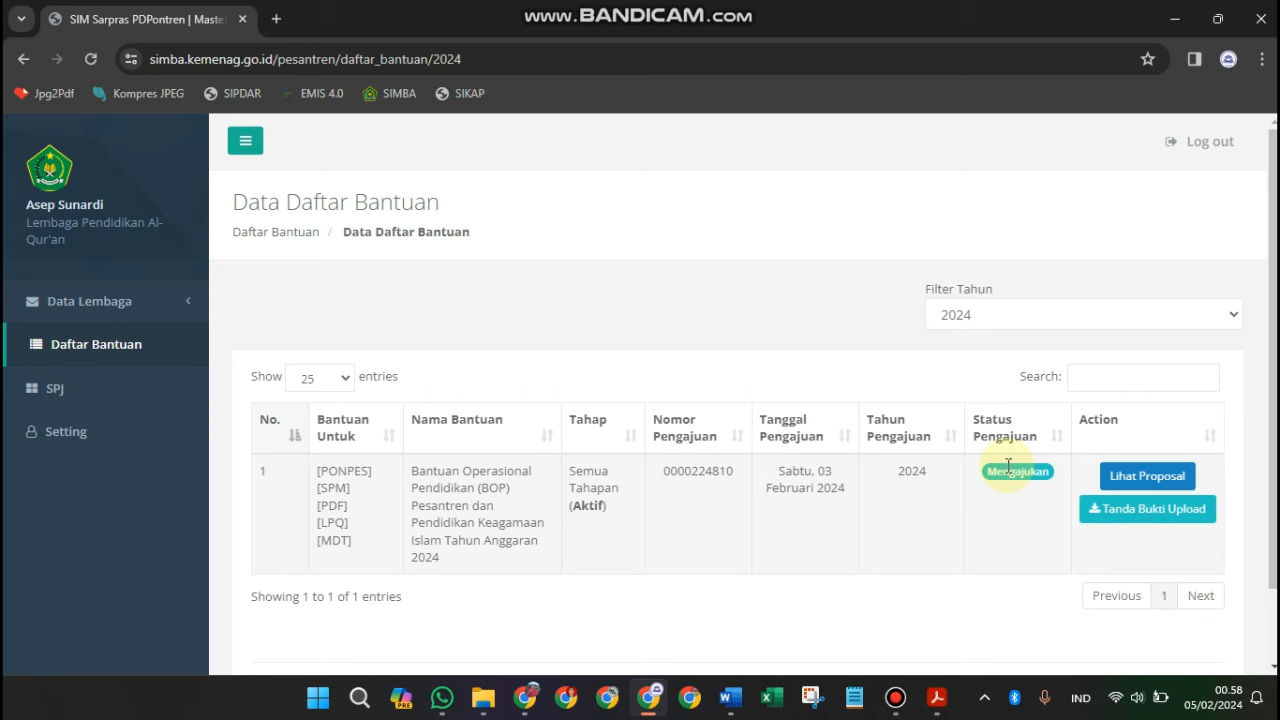 www.BANDICAM.com
SIM Sarpras PDPontren | Maste
simba.kemenag.go.id/pesantren/daftar_bantuan/2024
Jpg2Pdf
Kompres JPEG
SIPDAR
EMIS 4.0
SIMBA
SIKAP
Asep Sunardi
Lembaga Pendidikan Al-
Qur'an
Data Lembaga
Daftar Bantuan
SPJ
Setting
Log out
Data Daftar Bantuan
Daftar Bantuan / Data Daftar Bantuan
Filter Tahun
2024
Show 25 entries
Search:
No.
Bantuan
Untuk
Nama Bantuan
Tahap
Nomor
Pengajuan
Tanggal
Pengajuan
Tahun
Pengajuan
Status
Pengajuan
Action
1
[PONPES]
[SPM]
[PDF]
[LPQ]
[MDT]
Bantuan Operasional
Pendidikan (BOP)
Pesantren dan
Pendidikan Keagamaan
Islam Tahun Anggaran
2024
Semua
Tahapan
(Aktif)
0000224810
Sabtu, 03
Februari 2024
2024
Mengajukan
Lihat Proposal
Tanda Bukti Upload
Showing 1 to 1 of 1 entries
Previous 1 Next
PRE
IND
00.58
05/02/2024